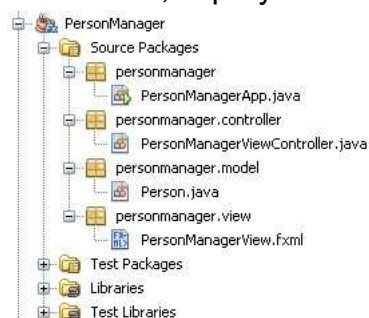 PersonManager
Source Packages
personmanager
PersonManagerApp.java
personmanager.controller
PersonManagerViewController.java
personmanager.model
Person.java
personmanager.view
PersonManagerView.fxml
Test Packages
Libraries
Test Libraries